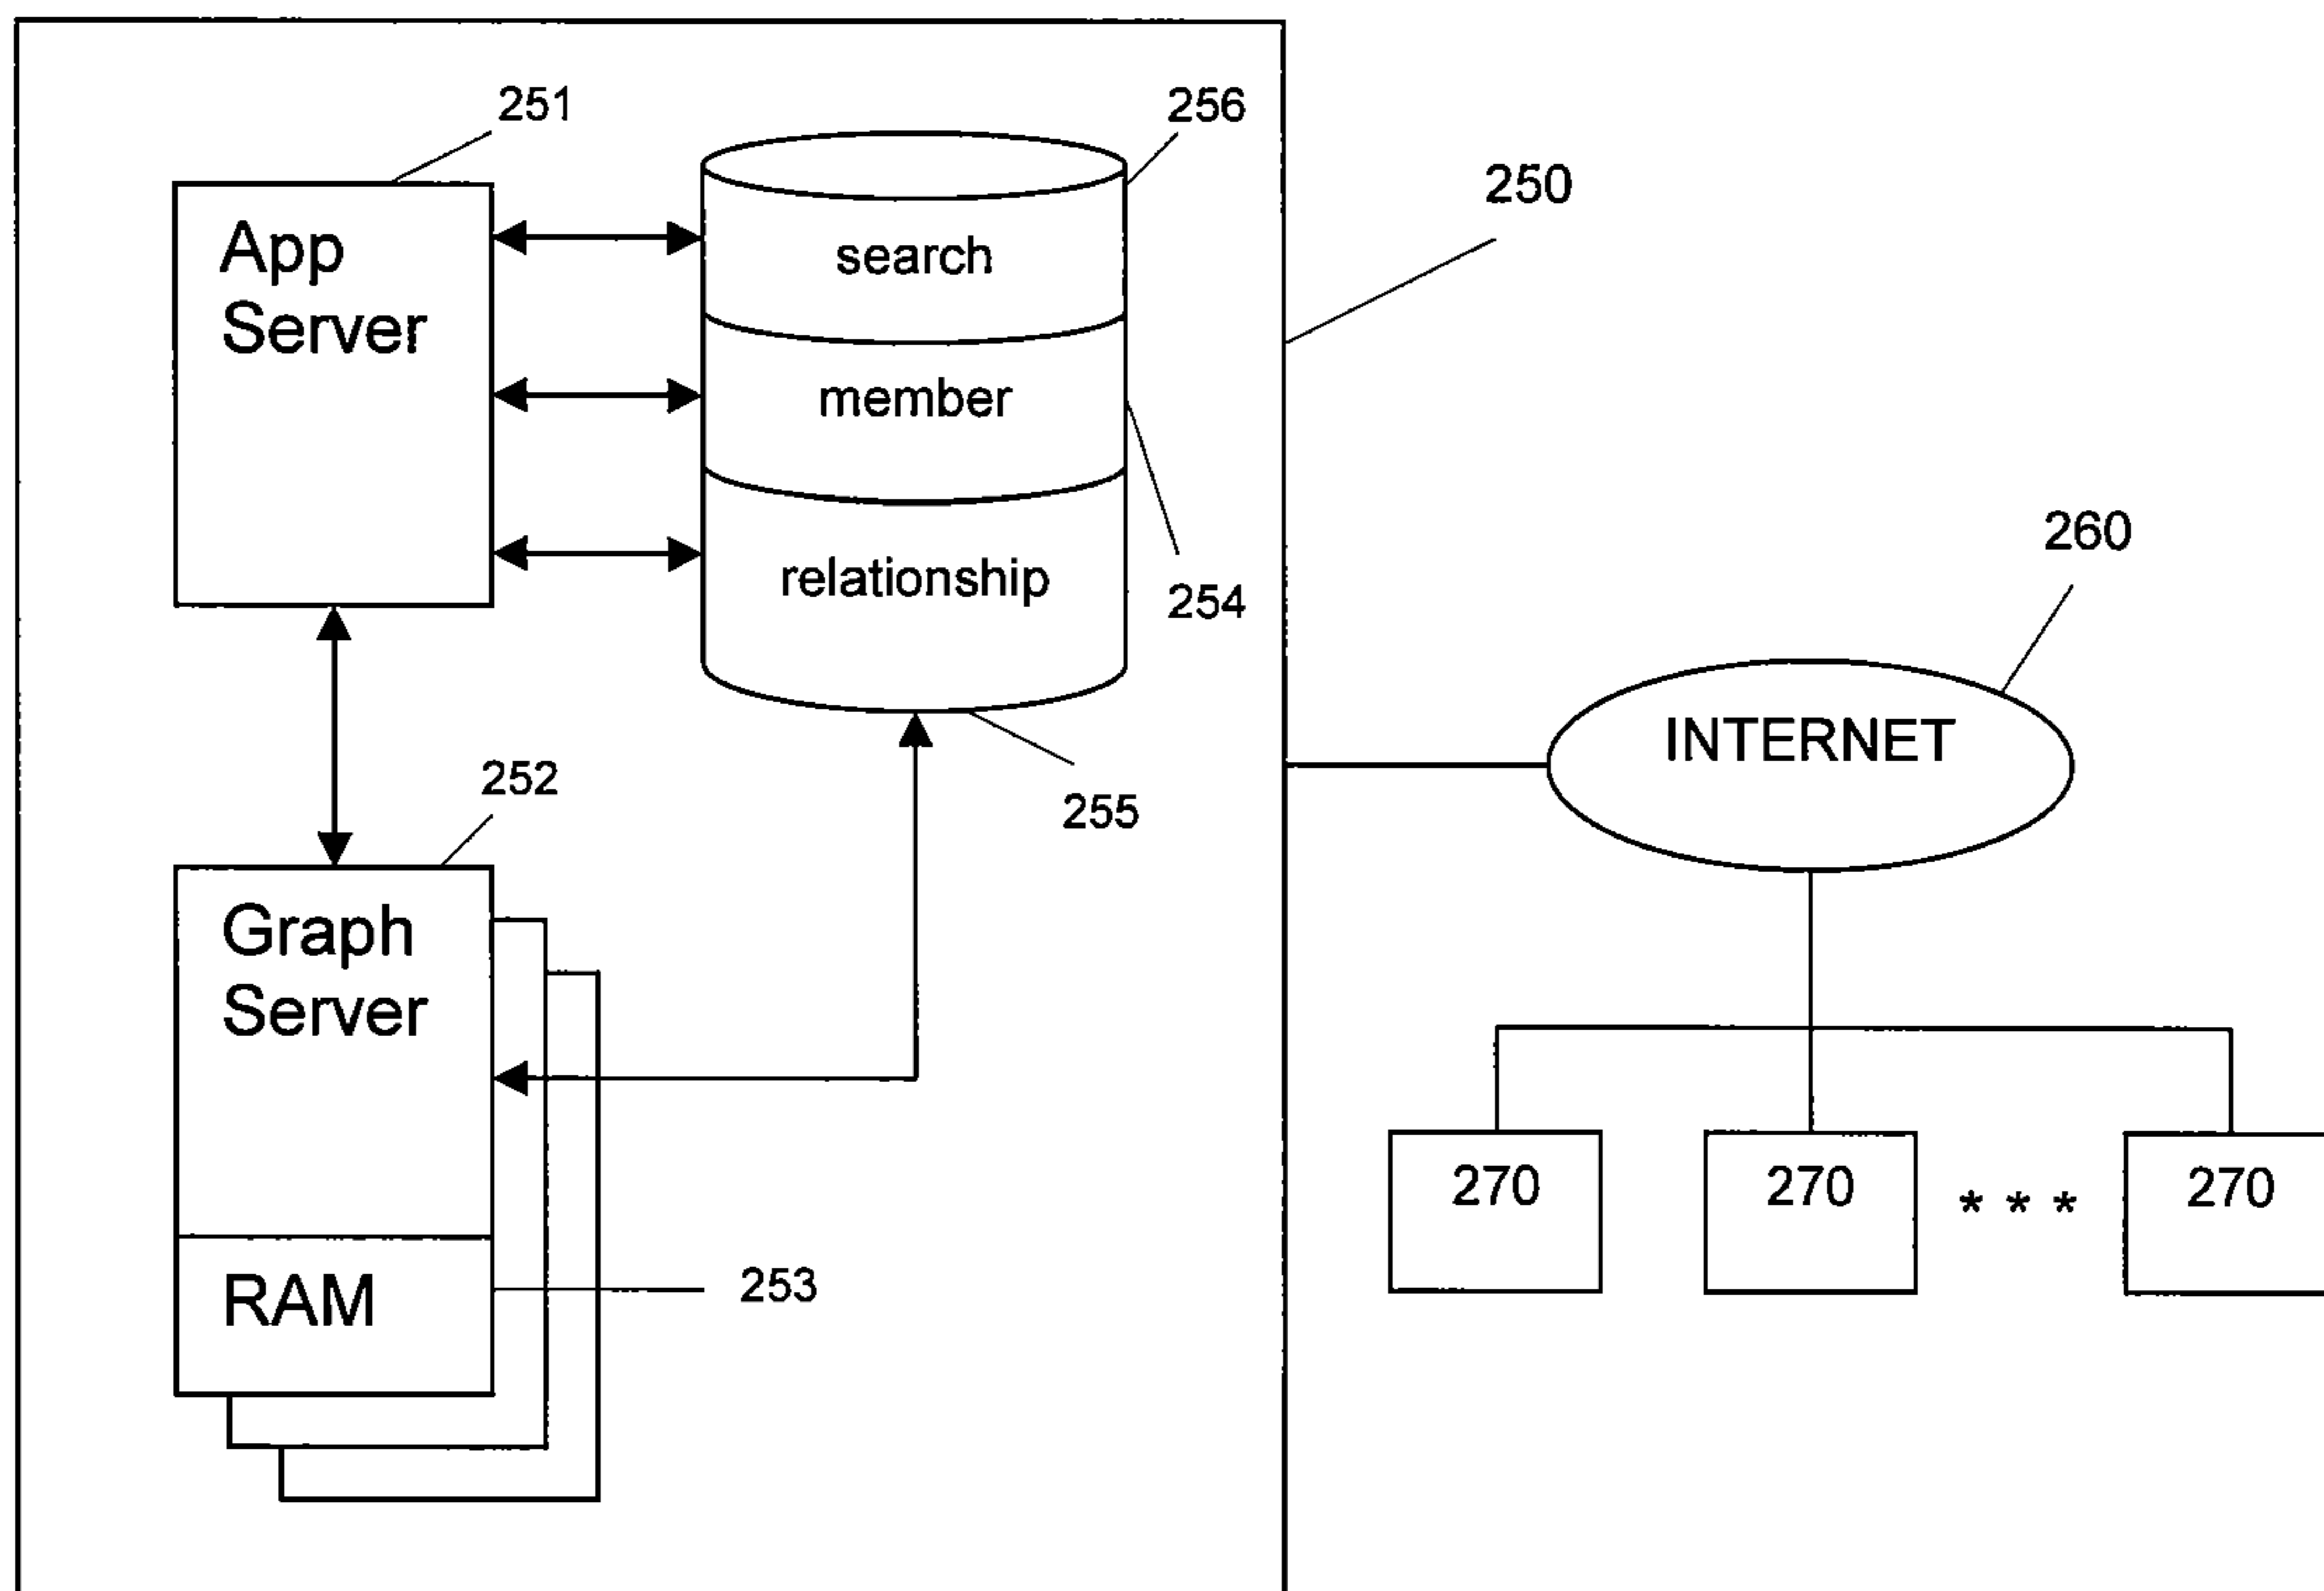 251
256
250
App
Server
search
member
relationship
254
260
INTERNET
252
255
Graph
Server
270
270
* * *
270
RAM
253